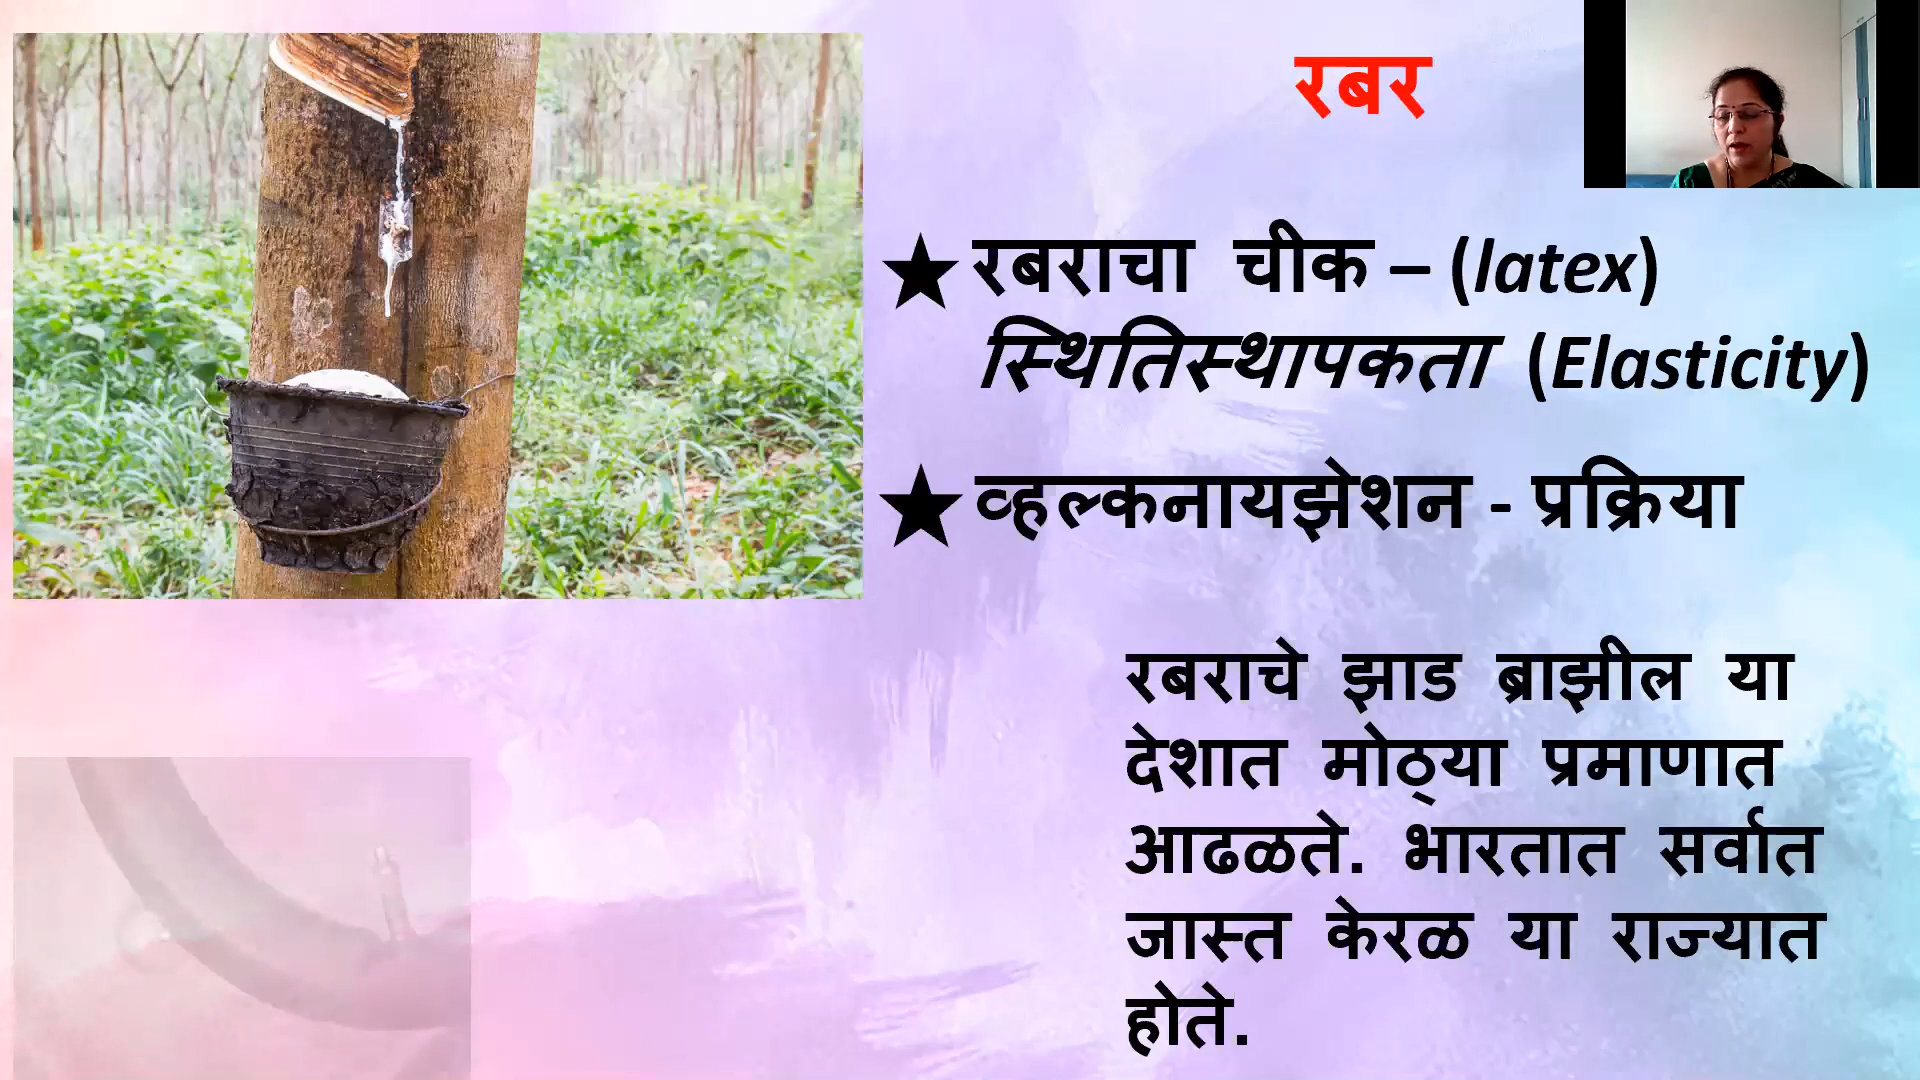 रबर
★ रबराचा चीक – (latex)
स्थितिस्थापकता (Elasticity)
★ व्हल्कनायझेशन - प्रक्रिया
रबराचे झाड ब्राझील या
देशात मोठ्या प्रमाणात
आढळते. भारतात सर्वात
जास्त केरळ या राज्यात
होते.